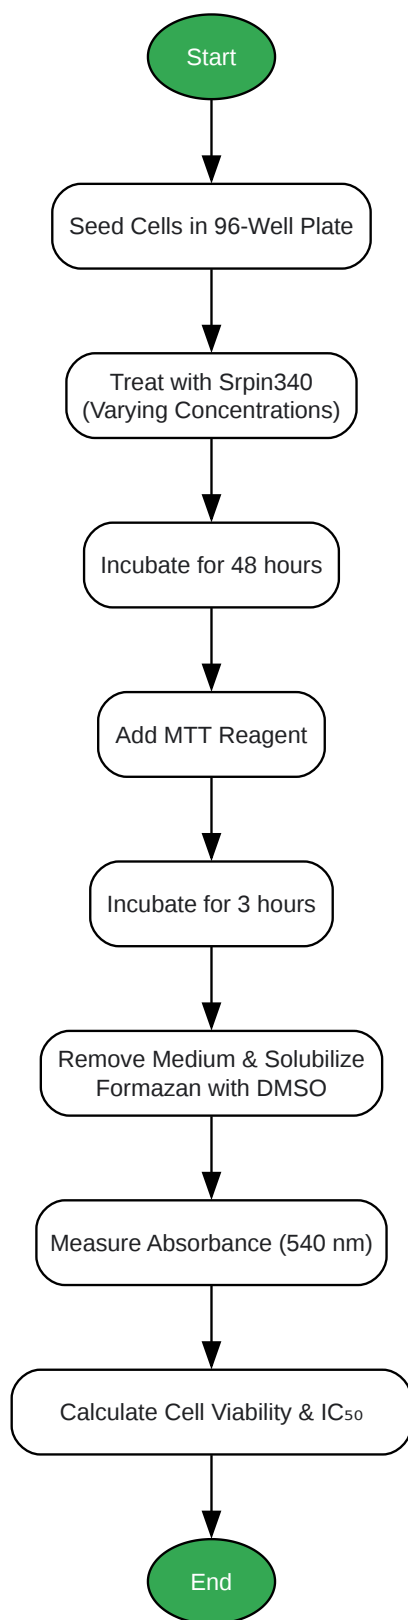 Start
Seed Cells in 96-Well Plate
Treat with Srpin340
(Varying Concentrations)
Incubate for 48 hours
Add MTT Reagent
Incubate for 3 hours
Remove Medium & Solubilize
Formazan with DMSO
Measure Absorbance (540 nm)
Calculate Cell Viability & IC₅₀
End